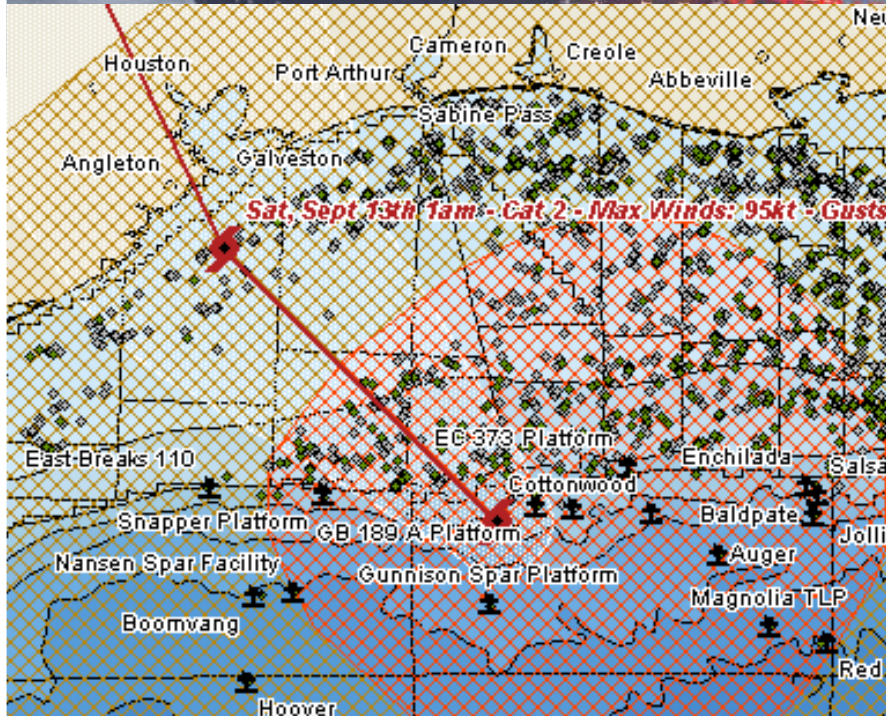 Neu
Cameron
Creole
Houston
Port Arthur
Abbeville
Sabine Pass
Angleton
Galveston
Sat, Sept 13th 1am - Cat 2 - Max Winds: 95kt - Gusts
EC 373 Platform
East Breaks 110
Enchilada
Salsa
Cottonwood
Snapper Platform
Baldpate
GB 189 A Platform
Jolli
Auger
Nansen Spar Facility
Gunnison Spar Platform
Magnolia TLP
Boomvang
Red
Hoover